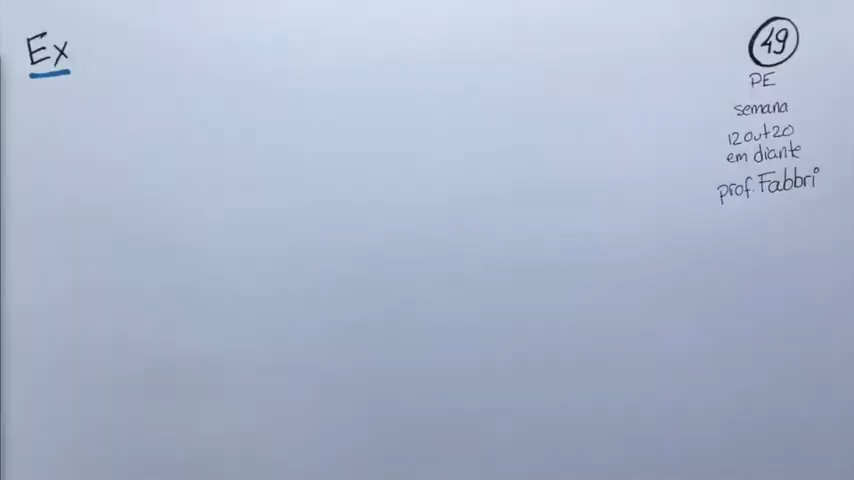 Ex
49
PE
semana
12out20
em diante
prof. Fabbri